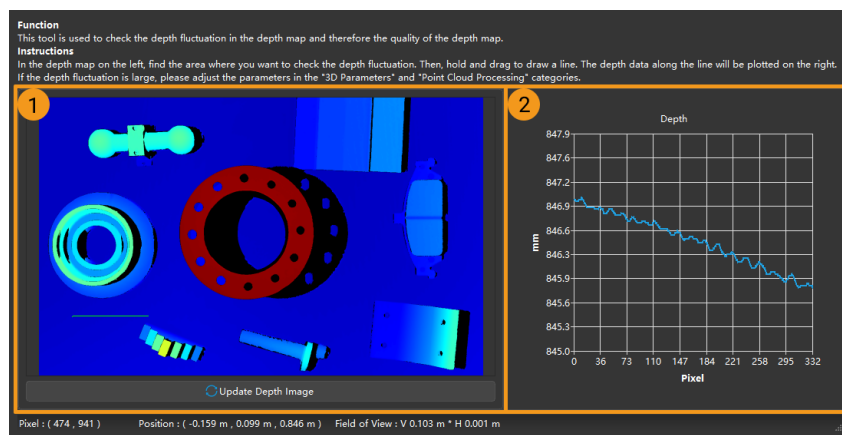 Function
This tool is used to check the depth fluctuation in the depth map and therefore the quality of the depth map.
Instructions
In the depth map on the left, find the area where you want to check the depth fluctuation. Then, hold and drag to draw a line. The depth data along the line will be plotted on the right.
If the depth fluctuation is large, please adjust the parameters in the "3D Parameters" and "Point Cloud Processing" categories.
1
2
Depth
847.9
847.6
847.2
846.9
846.6
846.3
845.9
845.6
845.3
845.0
mm
0 36 73 110 147 184 221 258 295 332
Pixel
Update Depth Image
Pixel : ( 474 , 941 ) Position : ( -0.159 m , 0.099 m , 0.846 m ) Field of View : V 0.103 m * H 0.001 m